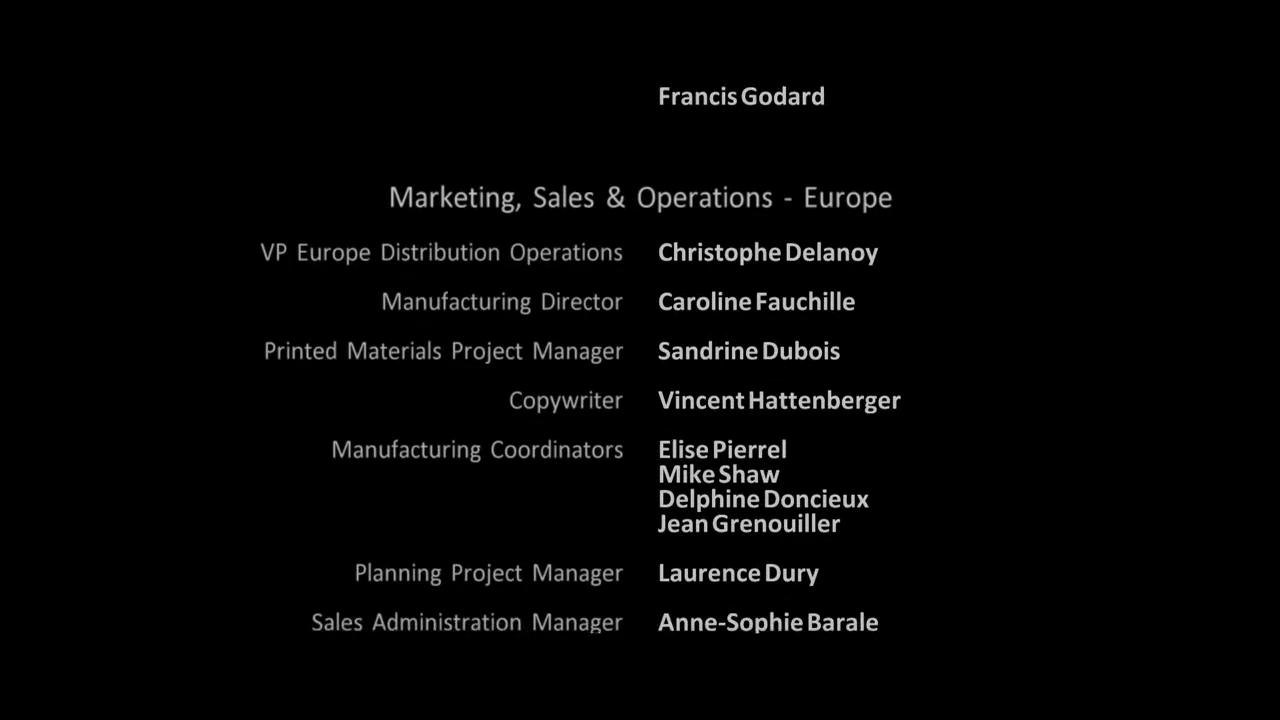 Francis Godard
Marketing, Sales & Operations - Europe
VP Europe Distribution Operations Christophe Delanoy
Manufacturing Director Caroline Fauchille
Printed Materials Project Manager Sandrine Dubois
Copywriter Vincent Hattenberger
Manufacturing Coordinators Elise Pierrel
Mike Shaw
Delphine Doncieux
Jean Grenouiller
Planning Project Manager Laurence Dury
Sales Administration Manager Anne-Sophie Barale